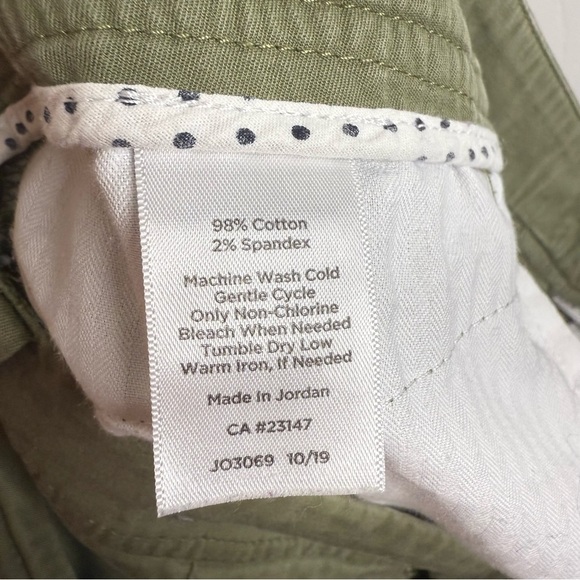 98% Cotton
2% Spandex
Machine Wash Cold
Gentle Cycle
Only Non-Chlorine
Bleach When Needed
Tumble Dry Low
Warm Iron, If Needed
Made In Jordan
CA #23147
JO3069 10/19